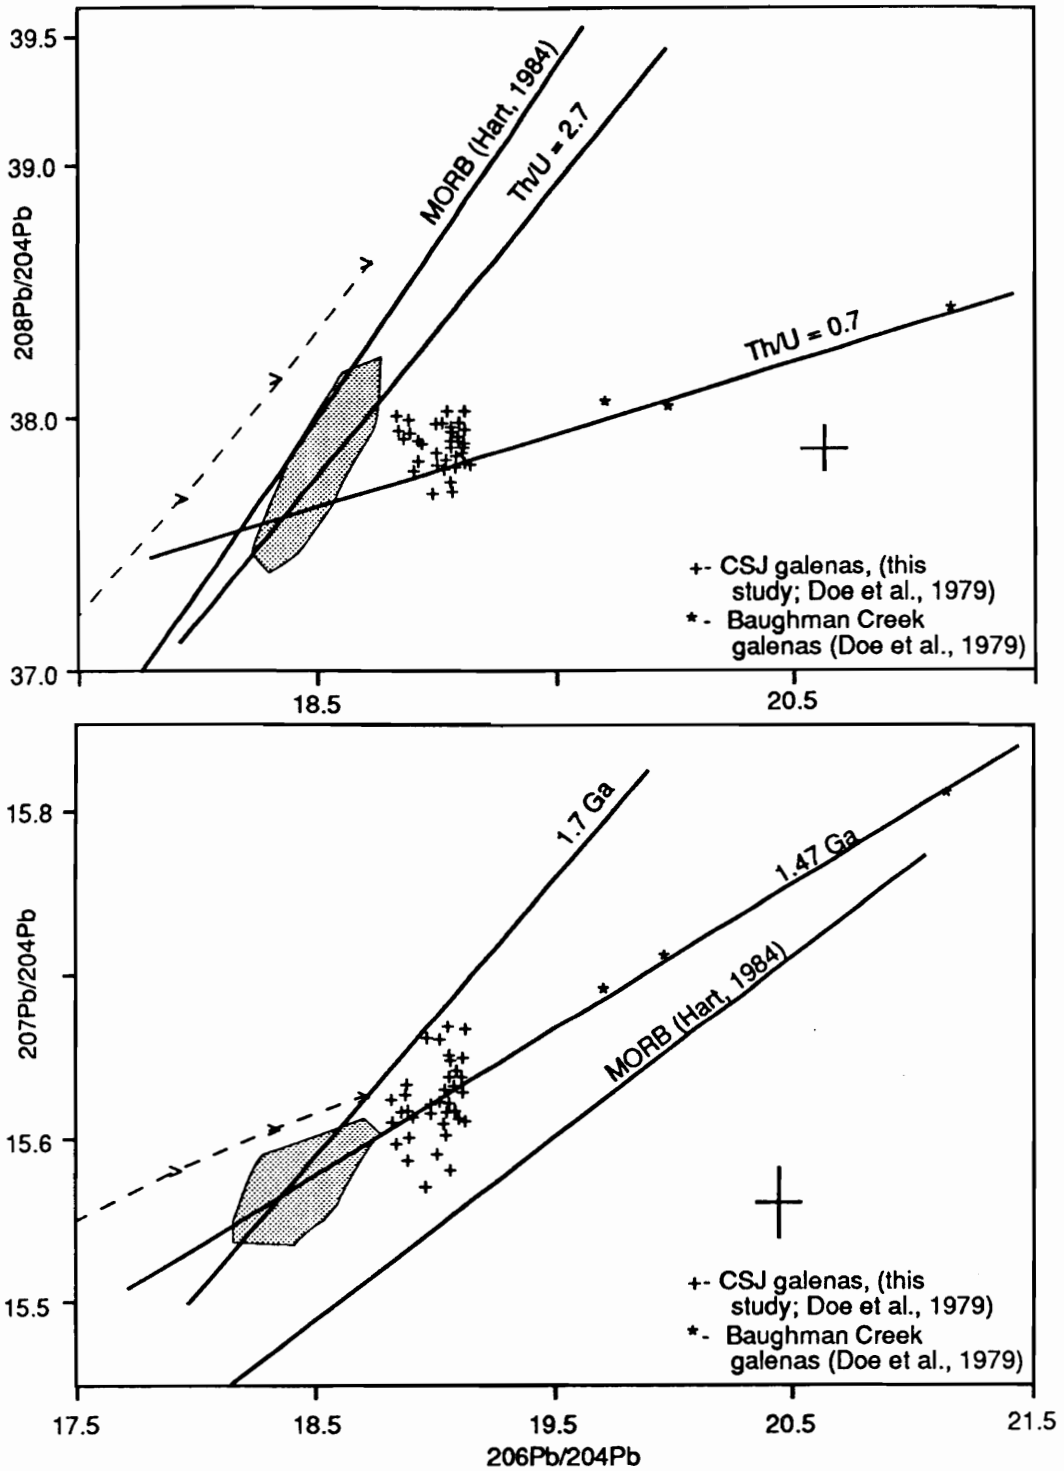 39.5
MORB (Hart, 1984)
Th/U = 2.7
39.0
208Pb/204Pb
Th/U = 0.7
38.0
+- CSJ galenas, (this
study; Doe et al., 1979)
*- Baughman Creek
galenas (Doe et al., 1979)
37.0
18.5
20.5
1.7 Ga
15.8
1.47 Ga
207Pb/204Pb
MORB (Hart, 1984)
15.6
+- CSJ galenas, (this
study; Doe et al., 1979)
15.5
*- Baughman Creek
galenas (Doe et al., 1979)
17.5
18.5
19.5
20.5
21.5
206Pb/204Pb